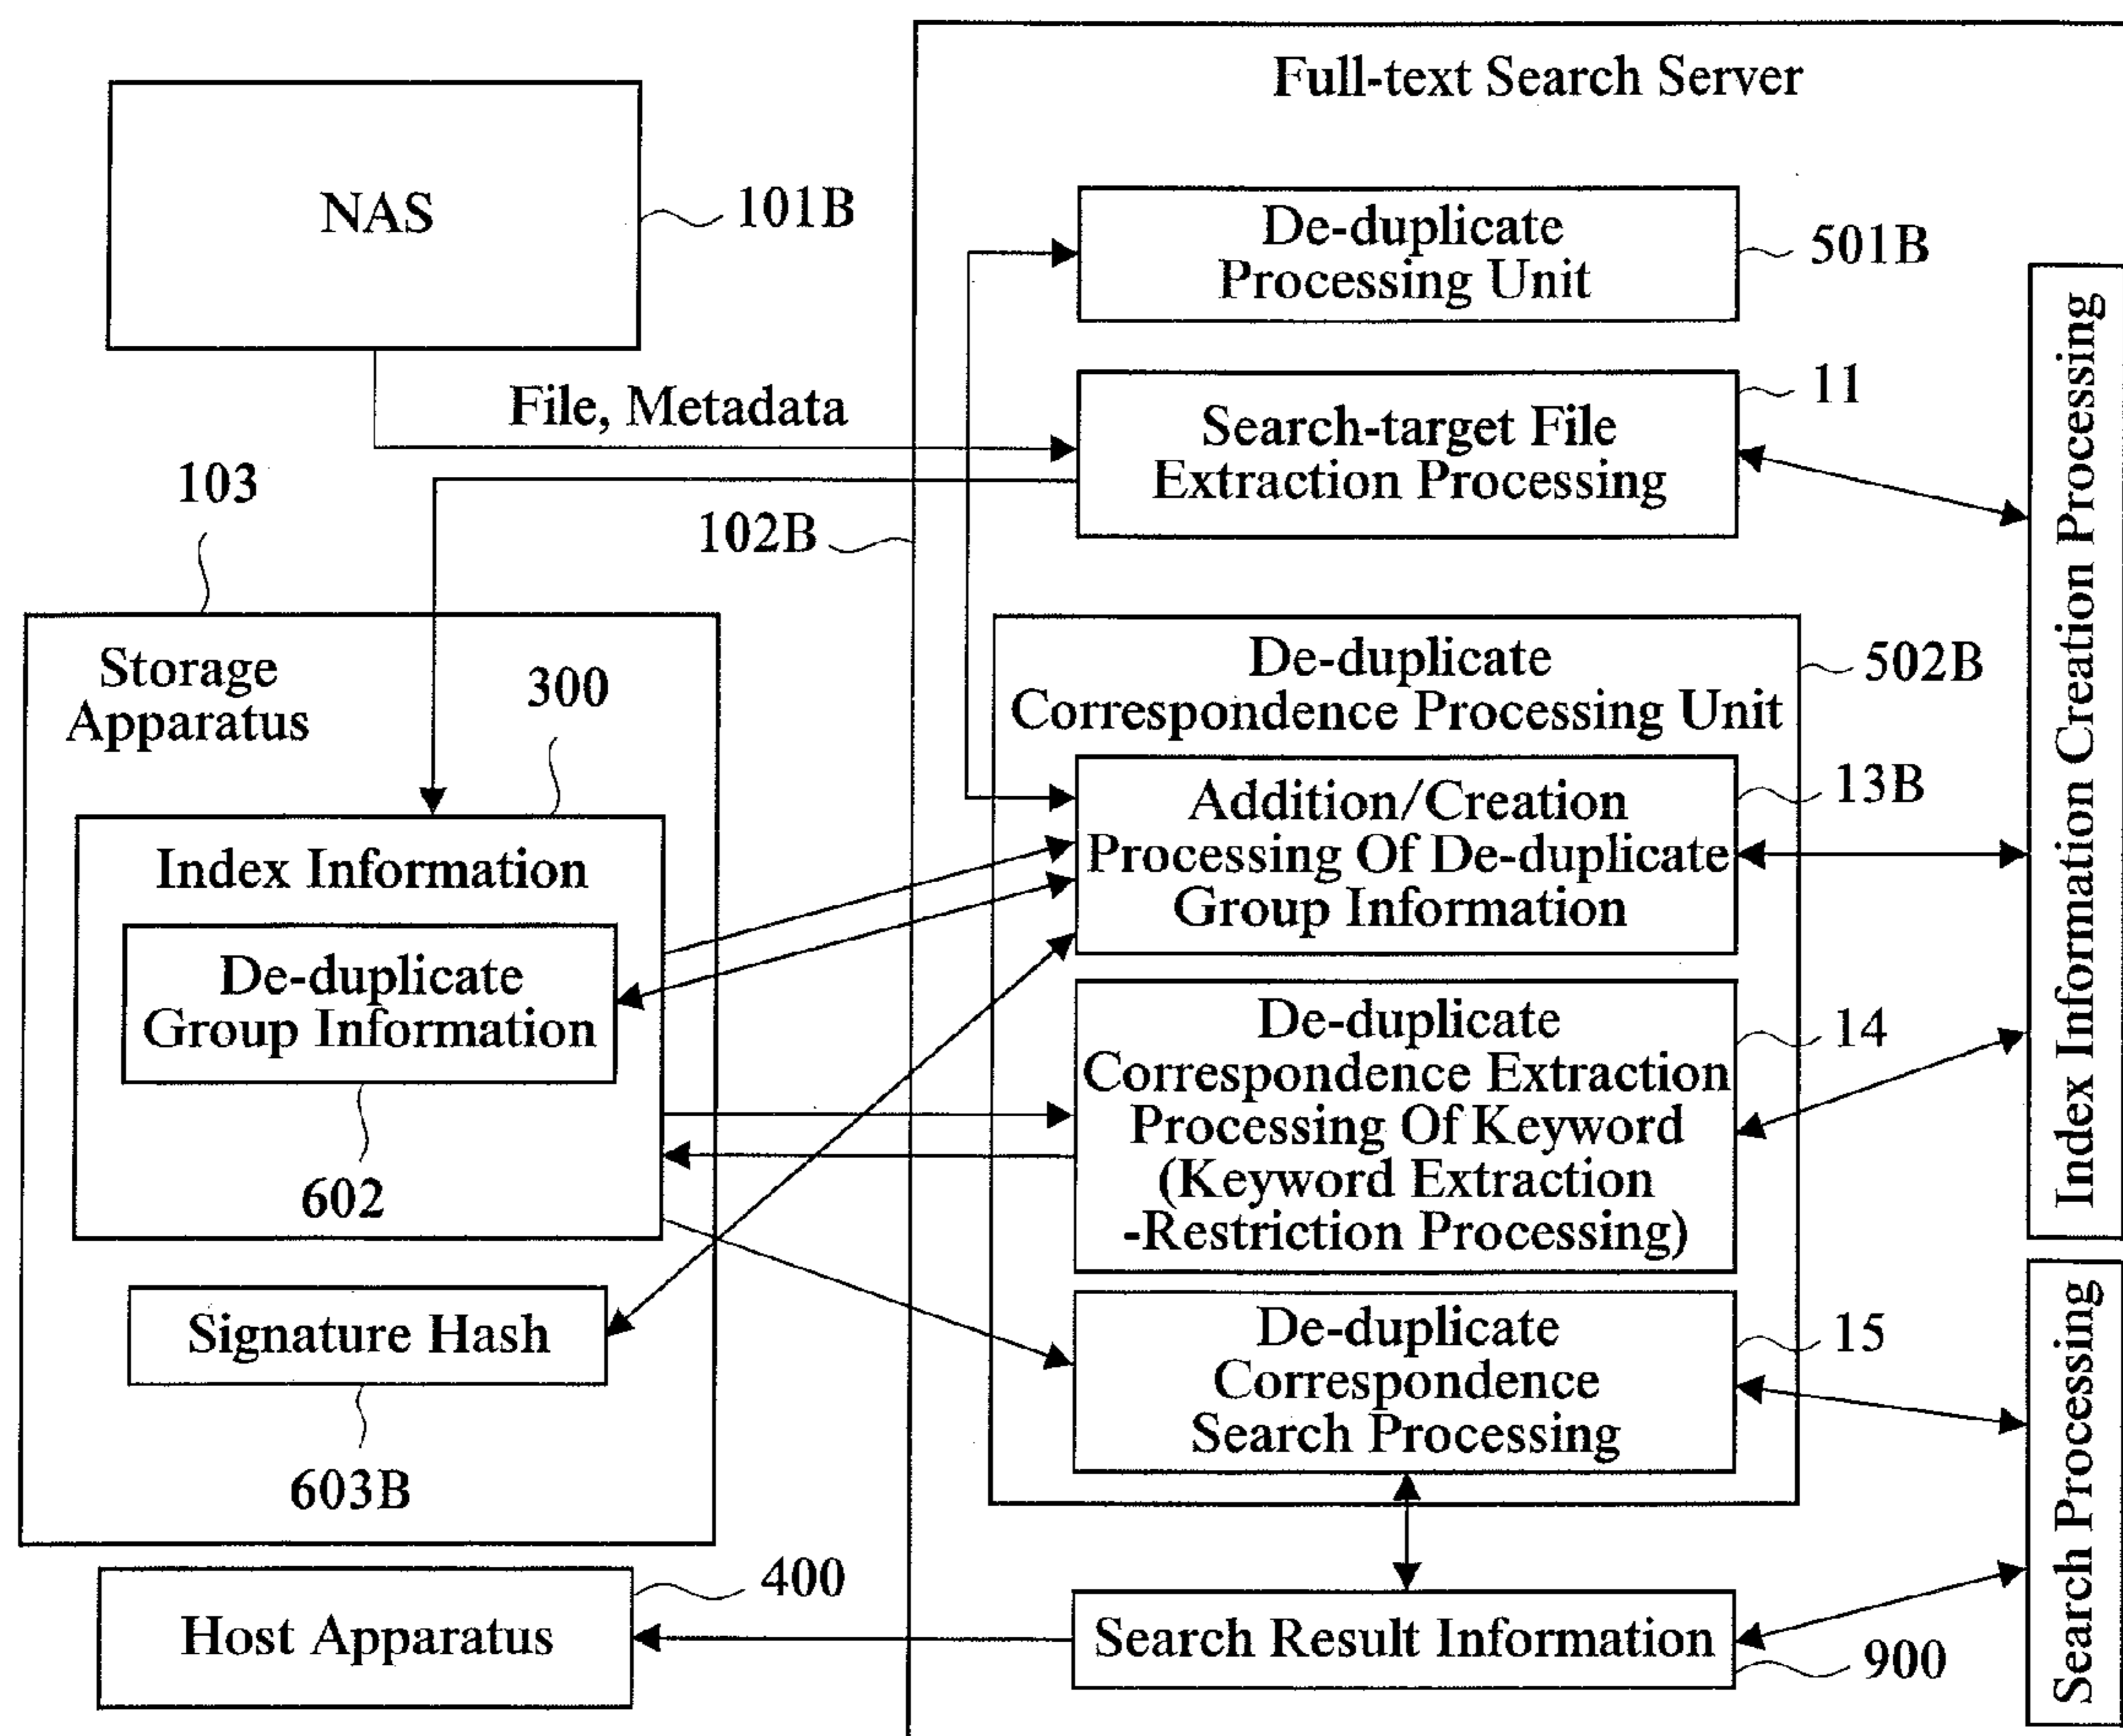 Full-text Search Server
NAS
101B
De-duplicate
Processing Unit
501B
File, Metadata
Search-target File
Extraction Processing
11
103
102B
Storage
Apparatus
300
De-duplicate
Correspondence Processing Unit
502B
Index Information
De-duplicate
Group Information
602
Addition/Creation
Processing Of De-duplicate
Group Information
13B
De-duplicate
Correspondence Extraction
Processing Of Keyword
(Keyword Extraction
-Restriction Processing)
14
Signature Hash
603B
De-duplicate
Correspondence
Search Processing
15
Host Apparatus
400
Search Result Information
900
Index Information Creation Processing
Search Processing